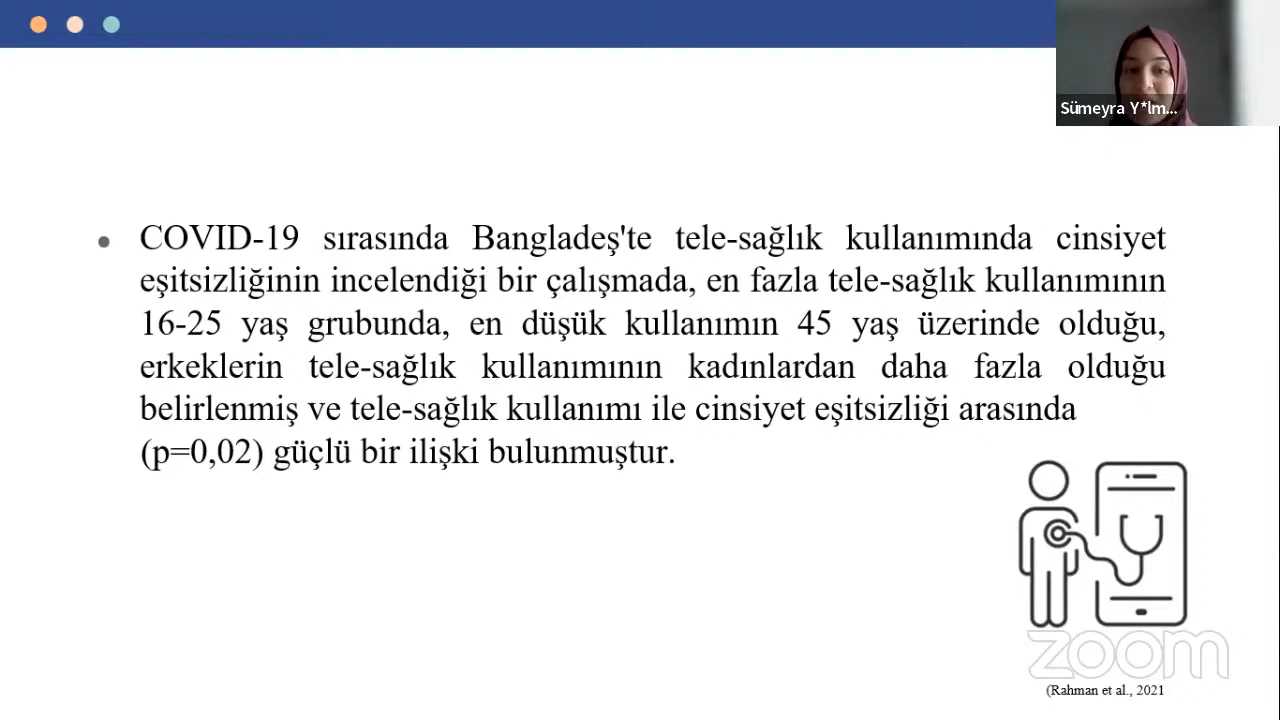 Sümeyra Y*lm...
COVID-19 sırasında Bangladeş'te tele-sağlık kullanımında cinsiyet
eşitsizliğinin incelendiği bir çalışmada, en fazla tele-sağlık kullanımının
16-25 yaş grubunda, en düşük kullanımın 45 yaş üzerinde olduğu,
erkeklerin tele-sağlık kullanımının kadınlardan daha fazla olduğu
belirlenmiş ve tele-sağlık kullanımı ile cinsiyet eşitsizliği arasında
(p=0,02) güçlü bir ilişki bulunmuştur.
zoom
(Rahman et al., 2021